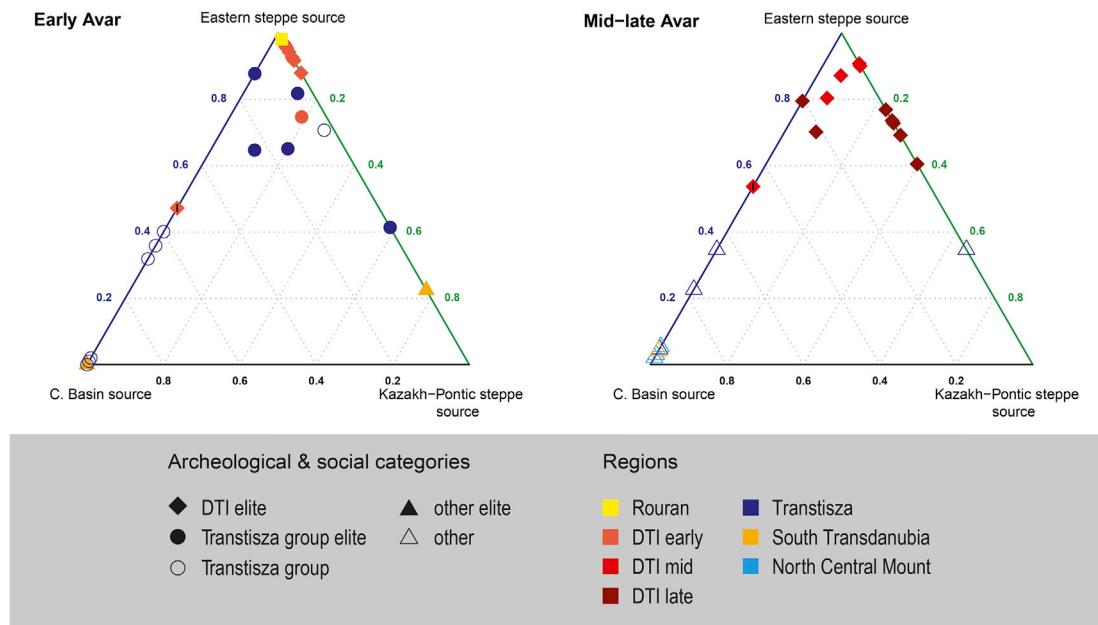 Early Avar
Eastern steppe source
0.8
0.2
0.6
0.4
0.4
0.6
0.2
0.8
0.8
0.6
0.4
0.2
C. Basin source
Kazakh–Pontic steppe
source
Mid–late Avar
Eastern steppe source
0.8
0.2
0.6
0.4
0.4
0.6
0.2
0.8
0.8
0.6
0.4
0.2
C. Basin source
Kazakh–Pontic steppe
source
Archeological & social categories
DTI elite
Transtisza group elite
Transtisza group
other elite
other
Regions
Rouran
DTI early
DTI mid
DTI late
Transtisza
South Transdanubia
North Central Mount